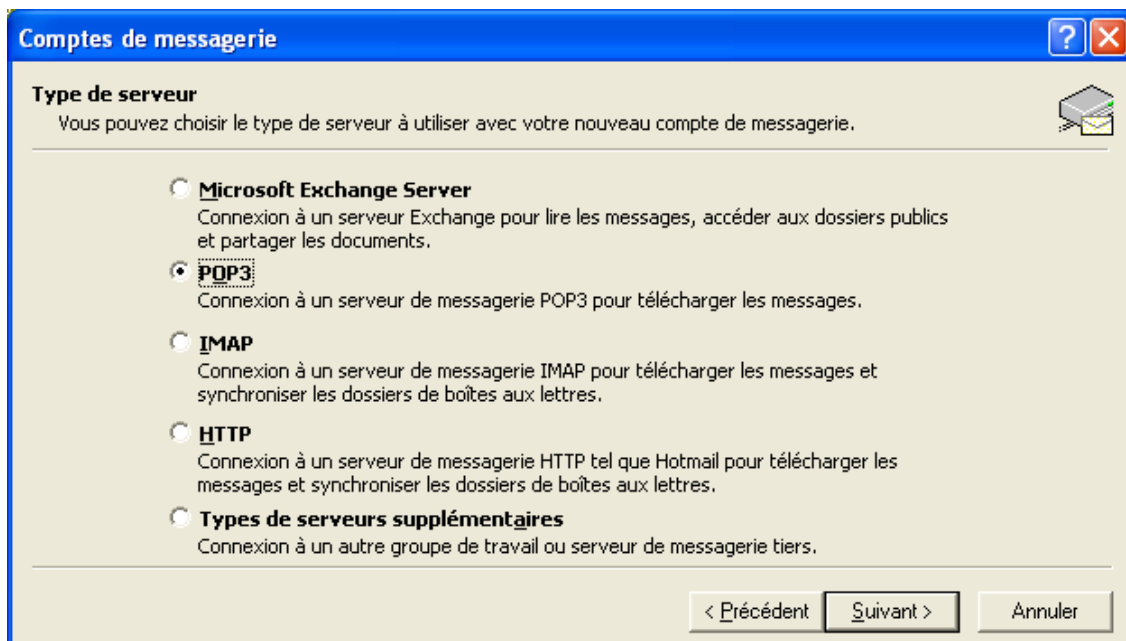 Comptes de messagerie
Type de serveur
Vous pouvez choisir le type de serveur à utiliser avec votre nouveau compte de messagerie.
Microsoft Exchange Server
Connexion à un serveur Exchange pour lire les messages, accéder aux dossiers publics
et partager les documents.
POP3
Connexion à un serveur de messagerie POP3 pour télécharger les messages.
IMAP
Connexion à un serveur de messagerie IMAP pour télécharger les messages et
synchroniser les dossiers de boîtes aux lettres.
HTTP
Connexion à un serveur de messagerie HTTP tel que Hotmail pour télécharger les
messages et synchroniser les dossiers de boîtes aux lettres.
Types de serveurs supplémentaires
Connexion à un autre groupe de travail ou serveur de messagerie tiers.
< Précédent Suivant > Annuler